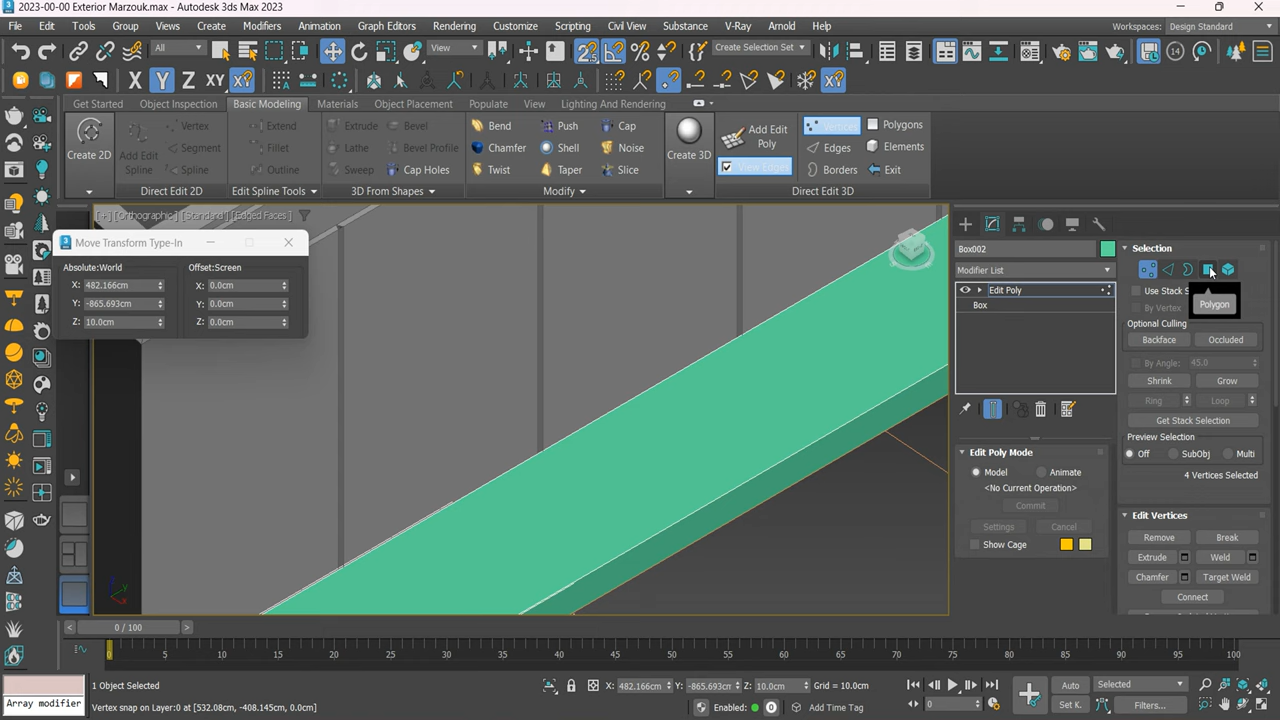 2023-00-00 Exterior Marzouk.max - Autodesk 3ds Max 2023
File Edit Tools Group Views Create Modifiers Animation Graph Editors Rendering Customize Scripting Civil View Substance V-Ray Arnold Help Workspaces: Design Standard
All View Create Selection Set 14
X Y Z XY X?
Get Started Object Inspection Basic Modeling Materials Object Placement Populate View Lighting And Rendering
Create 2D Add Edit Spline Vertex Segment Spline Extend Fillet Outline Extrude Lathe Sweep Bevel Bevel Profile Cap Holes Bend Chamfer Twist Push Shell Taper Cap Noise Slice Create 3D Add Edit Poly View Edges Vertices Edges Borders Polygons Elements Exit
Direct Edit 2D Edit Spline Tools 3D From Shapes Modify Direct Edit 3D
[+] [Orthographic] [Standard] [Edged Faces]
Move Transform Type-In
Absolute:World Offset:Screen
X: 482.166cm X: 0.0cm
Y: -865.693cm Y: 0.0cm
Z: 10.0cm Z: 0.0cm
Box002
Modifier List
Edit Poly
Box
Edit Poly Mode
Model Animate
<No Current Operation>
Commit
Settings Cancel
Show Cage
Selection
Use Stack S
Polygon
By Vertex
Optional Culling
Backface Occluded
By Angle: 45.0
Shrink Grow
Ring Loop
Get Stack Selection
Preview Selection
Off SubObj Multi
4 Vertices Selected
Edit Vertices
Remove Break
Extrude Weld
Chamfer Target Weld
Connect
< 0 / 100 >
0 5 10 15 20 25 30 35 40 45 50 55 60 65 70 75 80 85 90 95 100
1 Object Selected X: 482.166cm Y: -865.693cm Z: 10.0cm Grid = 10.0cm Auto Selected
Array modifier Vertex snap on Layer:0 at [532.08cm, -408.145cm, 0.0cm] Enabled: 0 Add Time Tag 0 Set K. Filters...